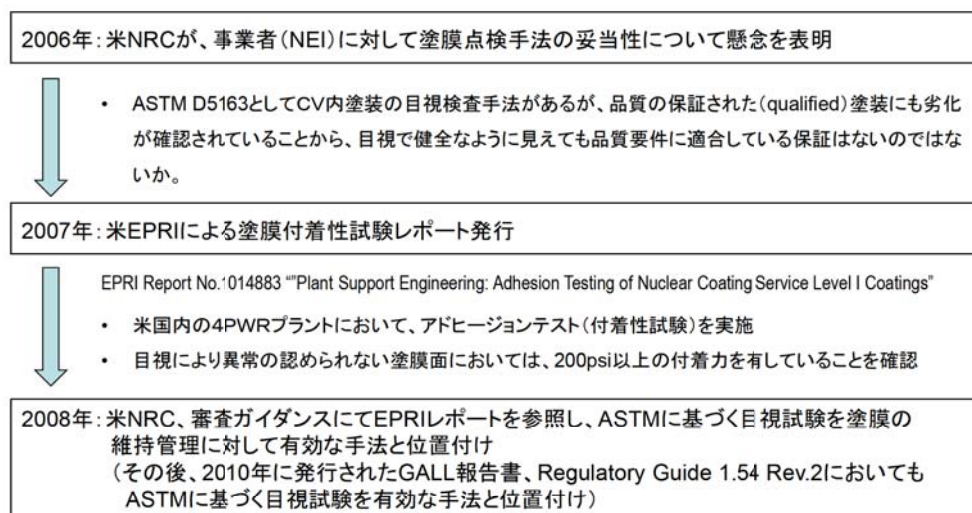 2006年：米NRCが、事業者（NEI）に対して塗膜点検手法の妥当性について懸念を表明
• ASTM D5163としてCV内塗装の目視検査手法があるが、品質の保証された（qualified）塗装にも劣化
が確認されていることから、目視で健全なように見えても品質要件に適合している保証はないのではな
いか。
2007年：米EPRIによる塗膜付着性試験レポート発行
EPRI Report No.1014883 “"Plant Support Engineering: Adhesion Testing of Nuclear Coating Service Level I Coatings”
• 米国内の4PWRプラントにおいて、アドヒージョンテスト（付着性試験）を実施
• 目視により異常の認められない塗膜面においては、200psi以上の付着力を有していることを確認
2008年：米NRC、審査ガイダンスにてEPRIレポートを参照し、ASTMに基づく目視試験を塗膜の
維持管理に対して有効な手法と位置付け
（その後、2010年に発行されたGALL報告書、Regulatory Guide 1.54 Rev.2においても
ASTMに基づく目視試験を有効な手法と位置付け）